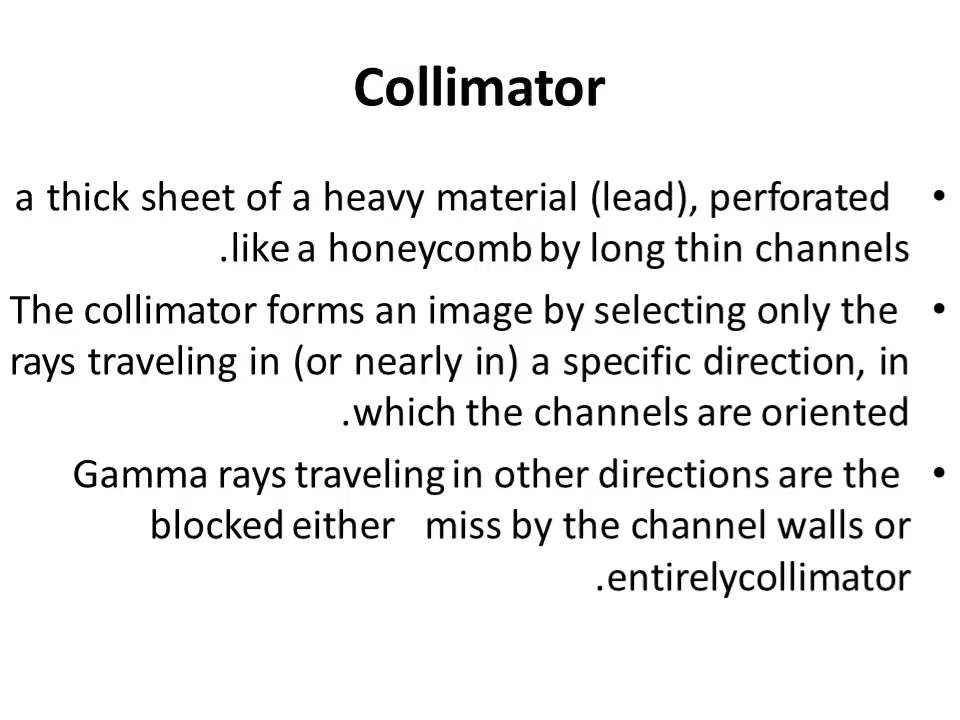 Collimator
• a thick sheet of a heavy material (lead), perforated
like a honeycomb by long thin channels.
• The collimator forms an image by selecting only the
rays traveling in (or nearly in) a specific direction, in
which the channels are oriented.
• Gamma rays traveling in other directions are the
blocked either miss by the channel walls or
entirelycollimator.